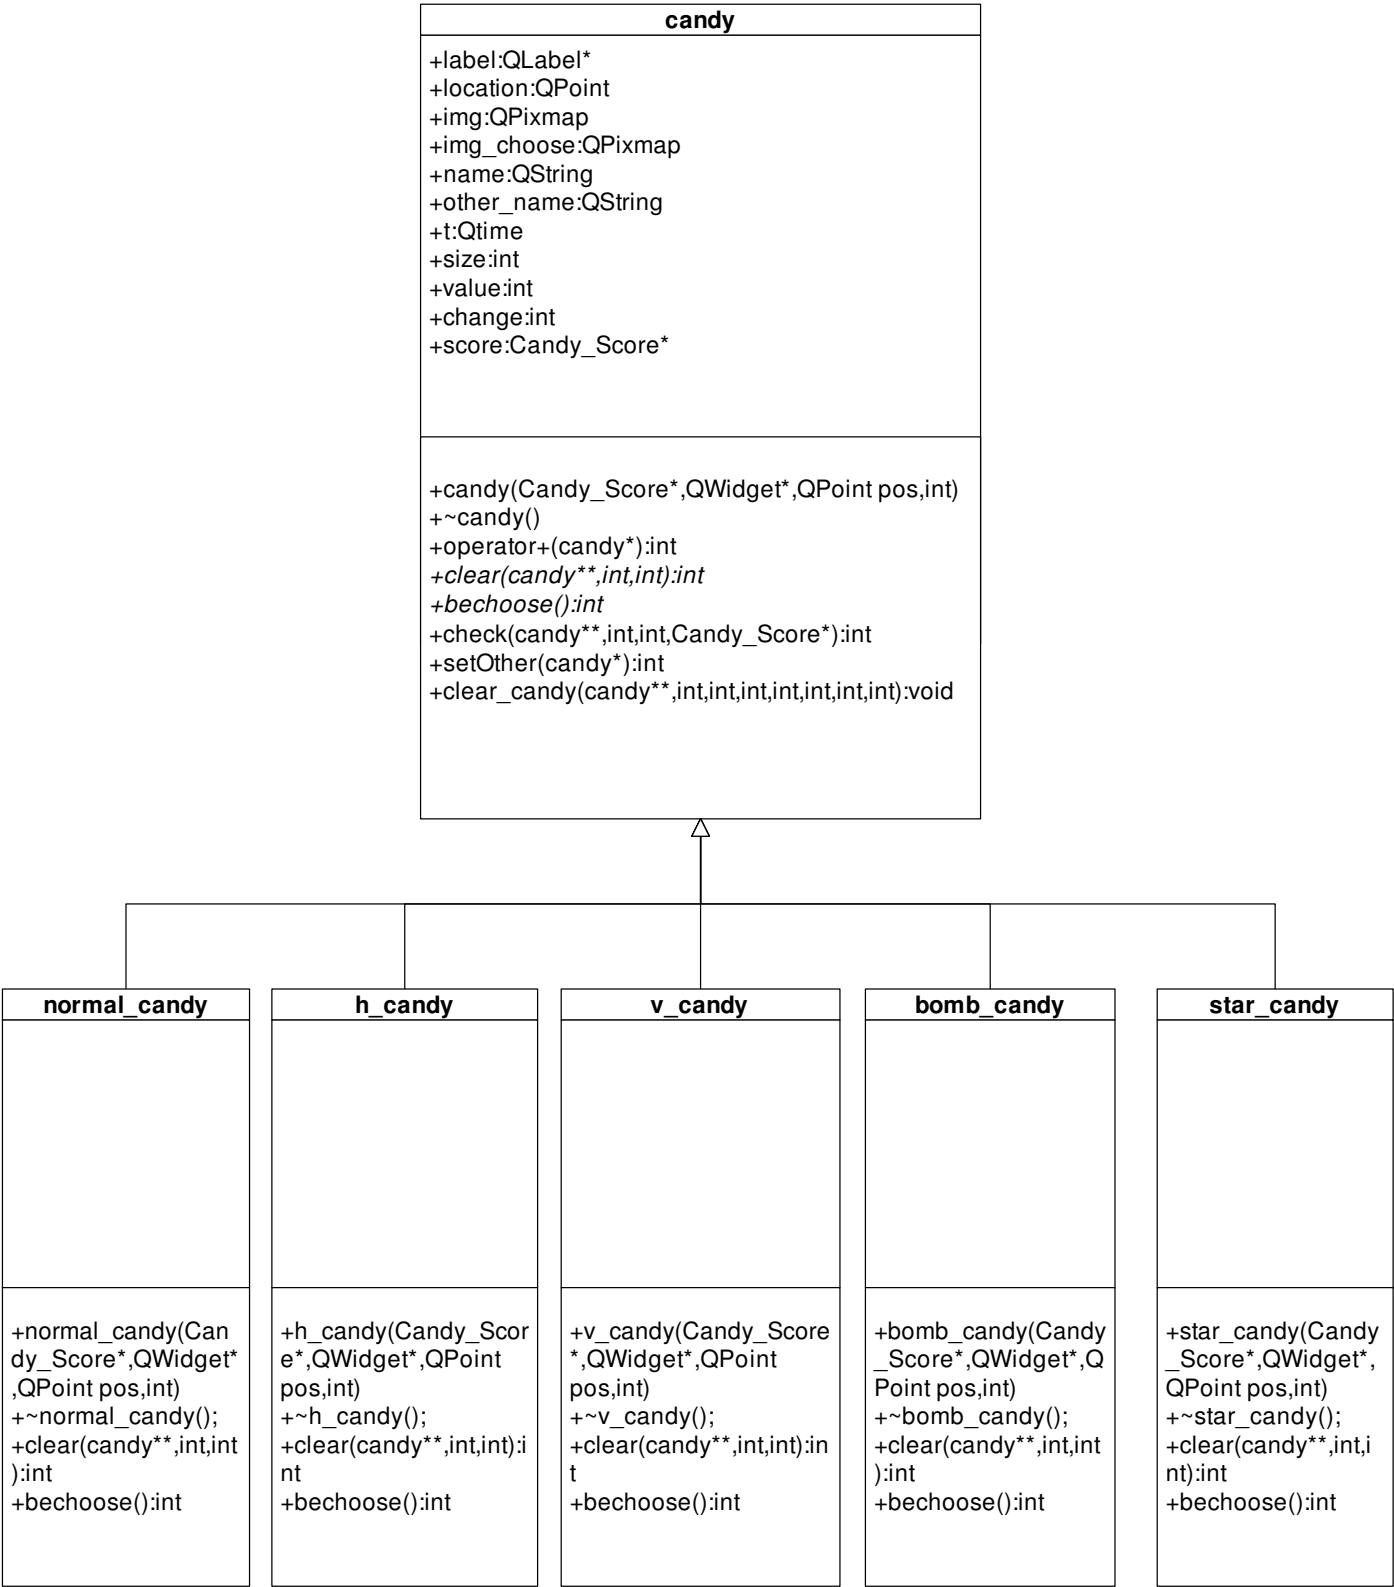 candy
+label:QLabel*
+location:QPoint
+img:QPixmap
+img_choose:QPixmap
+name:QString
+other_name:QString
+t:Qtime
+size:int
+value:int
+change:int
+score:Candy_Score*
+candy(Candy_Score*,QWidget*,QPoint pos,int)
+~candy()
+operator+(candy*):int
+clear(candy**,int,int):int
+bechoose():int
+check(candy**,int,int,Candy_Score*):int
+setOther(candy*):int
+clear_candy(candy**,int,int,int,int,int,int,int):void
normal_candy
+normal_candy(Can
dy_Score*,QWidget*
,QPoint pos,int)
+~normal_candy();
+clear(candy**,int,int
):int
+bechoose():int
h_candy
+h_candy(Candy_Scor
e*,QWidget*,QPoint
pos,int)
+~h_candy();
+clear(candy**,int,int):i
nt
+bechoose():int
v_candy
+v_candy(Candy_Score
*,QWidget*,QPoint
pos,int)
+~v_candy();
+clear(candy**,int,int):in
t
+bechoose():int
bomb_candy
+bomb_candy(Candy
_Score*,QWidget*,Q
Point pos,int)
+~bomb_candy();
+clear(candy**,int,int
):int
+bechoose():int
star_candy
+star_candy(Candy
_Score*,QWidget*,
QPoint pos,int)
+~star_candy();
+clear(candy**,int,i
nt):int
+bechoose():int